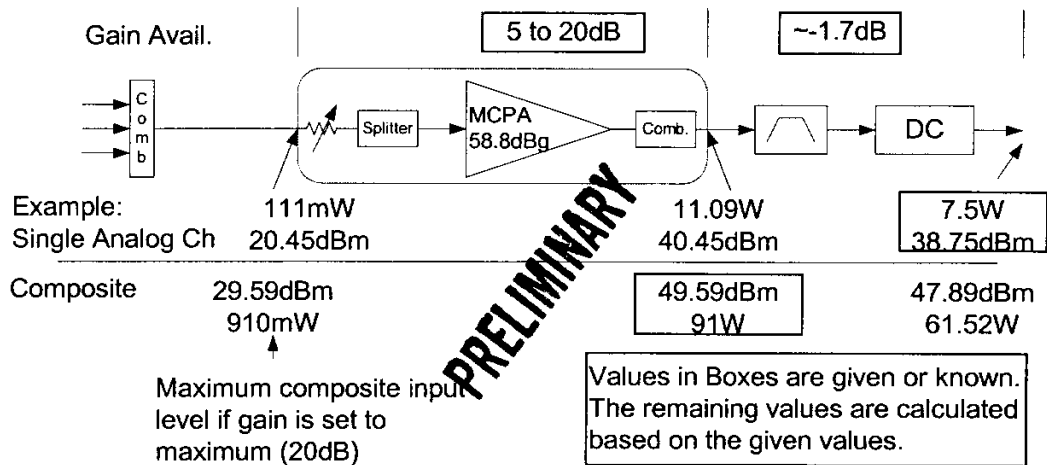 Gain Avail.
5 to 20dB
~-1.7dB
Comb
Splitter
MCPA
58.8dBg
Comb.
DC
Example:
111mW
11.09W
7.5W
Single Analog Ch
20.45dBm
40.45dBm
38.75dBm
PRELIMINARY
Composite
29.59dBm
49.59dBm
47.89dBm
910mW
91W
61.52W
Maximum composite input
level if gain is set to
maximum (20dB)
Values in Boxes are given or known.
The remaining values are calculated
based on the given values.